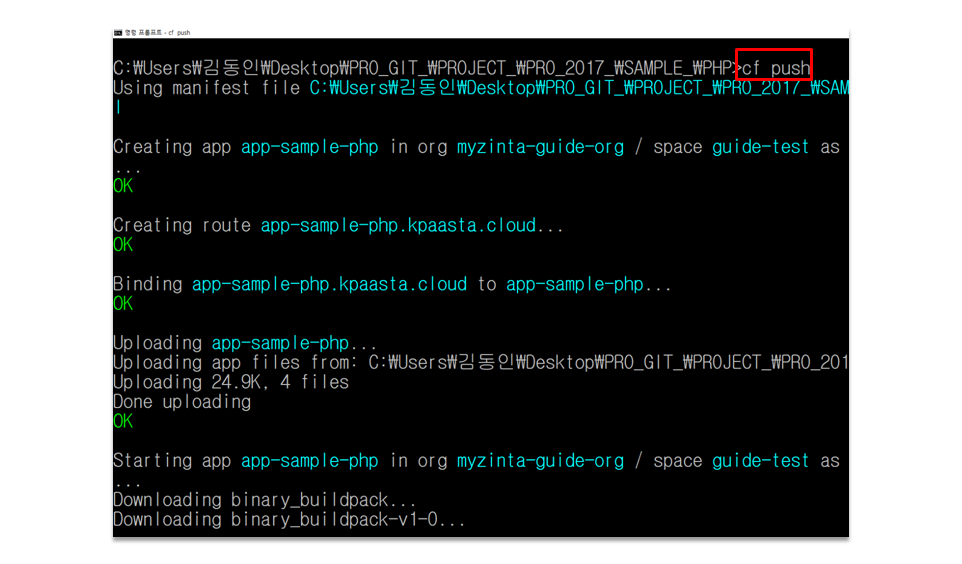 명령 프롬프트 - cf push
C:₩Users₩김동인₩Desktop₩PRO_GIT_₩PROJECT_₩PRO_2017_₩SAMPLE_₩PHP>cf push
Using manifest file C:₩Users₩김동인₩Desktop₩PRO_GIT_₩PROJECT_₩PRO_2017_₩SAM
l
Creating app app-sample-php in org myzinta-guide-org / space guide-test as
...
OK
Creating route app-sample-php.kpaasta.cloud...
OK
Binding app-sample-php.kpaasta.cloud to app-sample-php...
OK
Uploading app-sample-php...
Uploading app files from: C:₩Users₩김동인₩Desktop₩PRO_GIT_₩PROJECT_₩PRO_201
Uploading 24.9K, 4 files
Done uploading
OK
Starting app app-sample-php in org myzinta-guide-org / space guide-test as
...
Downloading binary_buildpack...
Downloading binary_buildpack-v1-0...